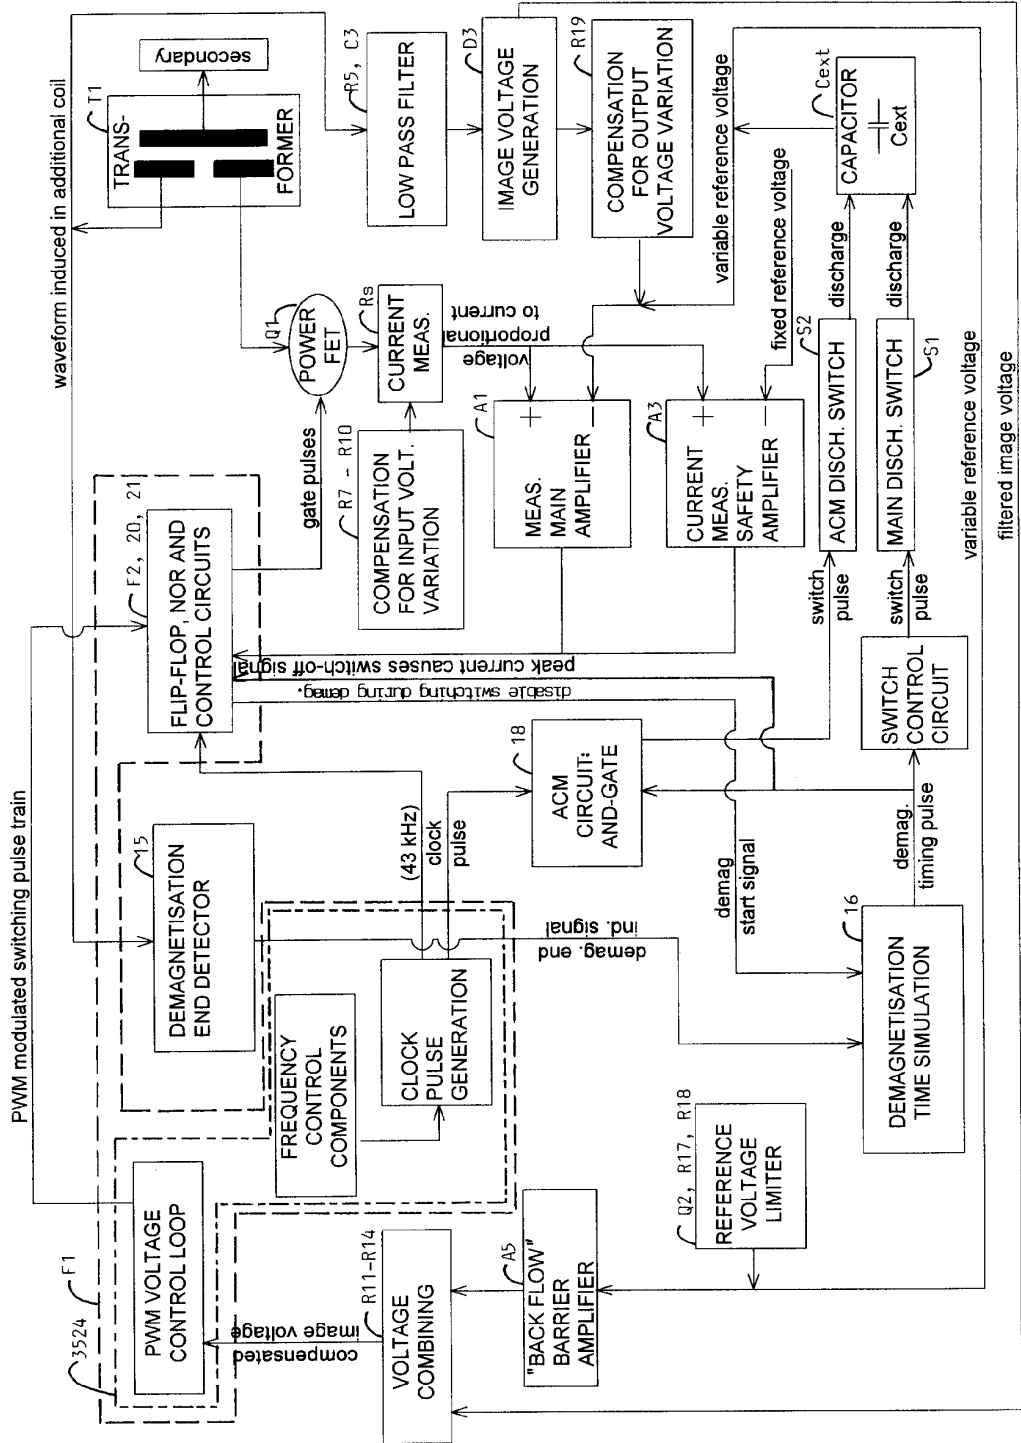 PWM modulated switching pulse train
waveform induced in additional coil
3524
F1
PWM VOLTAGE
CONTROL LOOP
compensated
image voltage
R11-R14
VOLTAGE
COMBINING
A5
"BACK FLOW"
BARRIER
AMPLIFIER
Q2, R17, R18
REFERENCE
VOLTAGE
LIMITER
FREQUENCY
CONTROL
COMPONENTS
CLOCK
PULSE
GENERATION
15
DEMAGNETISATION
END DETECTOR
demag. end
ind. signal
(43 kHz)
clock
pulse
F2, 20, 21
FLIP-FLOP, NOR AND
CONTROL CIRCUITS
gate pulses
peak current causes switch-off signal
disable switching during demag.
18
ACM
CIRCUIT:
AND-GATE
demag
start signal
16
DEMAGNETISATION
TIME SIMULATION
demag.
timing pulse
SWITCH
CONTROL
CIRCUIT
switch
pulse
switch
pulse
S2
ACM DISCH. SWITCH
S1
MAIN DISCH. SWITCH
discharge
discharge
Cext
CAPACITOR
Cext
T1
TRANS-
FORMER
secondary
Q1
POWER
FET
Rs
CURRENT
MEAS.
voltage
proportional
to current
R7 - R10
COMPENSATION
FOR INPUT VOLT.
VARIATION
A1
MEAS.
MAIN
AMPLIFIER
+
−
A3
CURRENT
MEAS.
SAFETY
AMPLIFIER
+
−
R5, C3
LOW PASS FILTER
D3
IMAGE VOLTAGE
GENERATION
R19
COMPENSATION
FOR OUTPUT
VOLTAGE VARIATION
variable reference voltage
fixed reference voltage
variable reference voltage
filtered image voltage